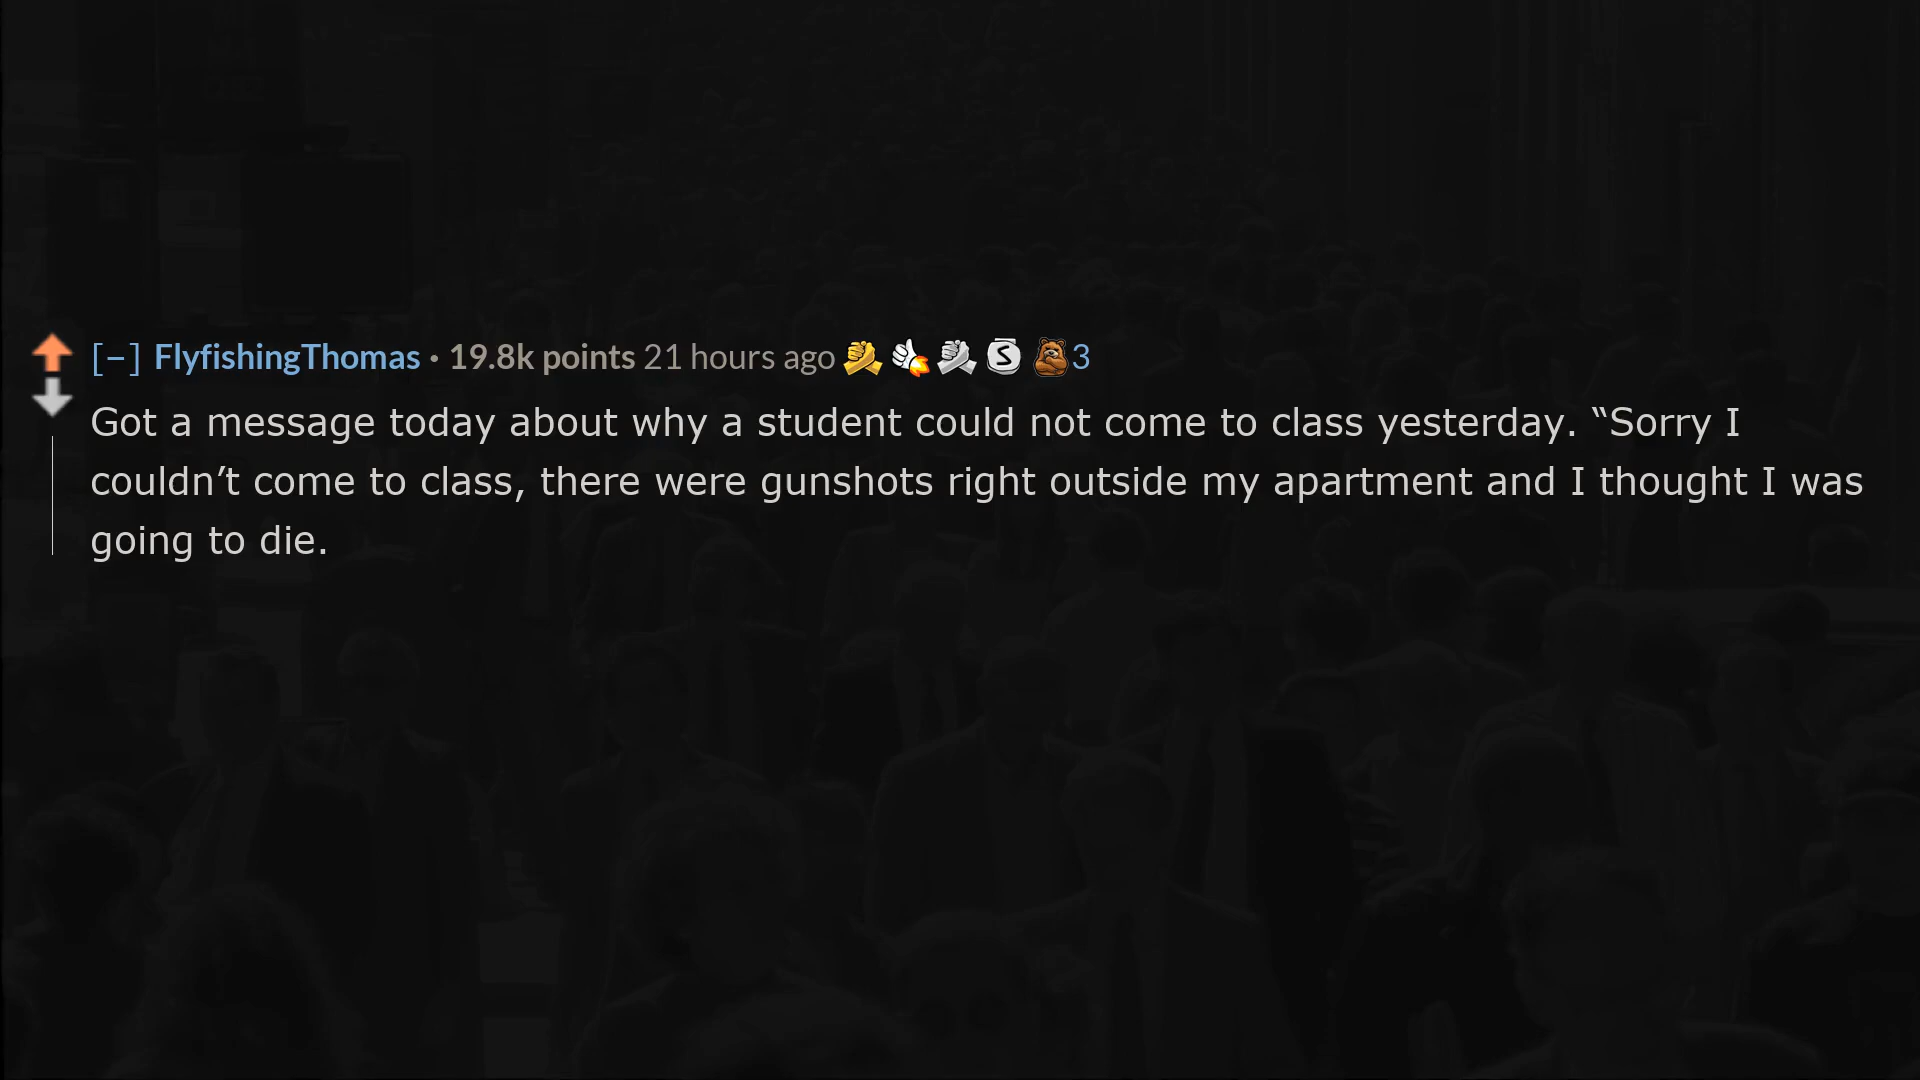 [–] FlyfishingThomas • 19.8k points 21 hours ago 3
Got a message today about why a student could not come to class yesterday. “Sorry I
couldn’t come to class, there were gunshots right outside my apartment and I thought I was
going to die.